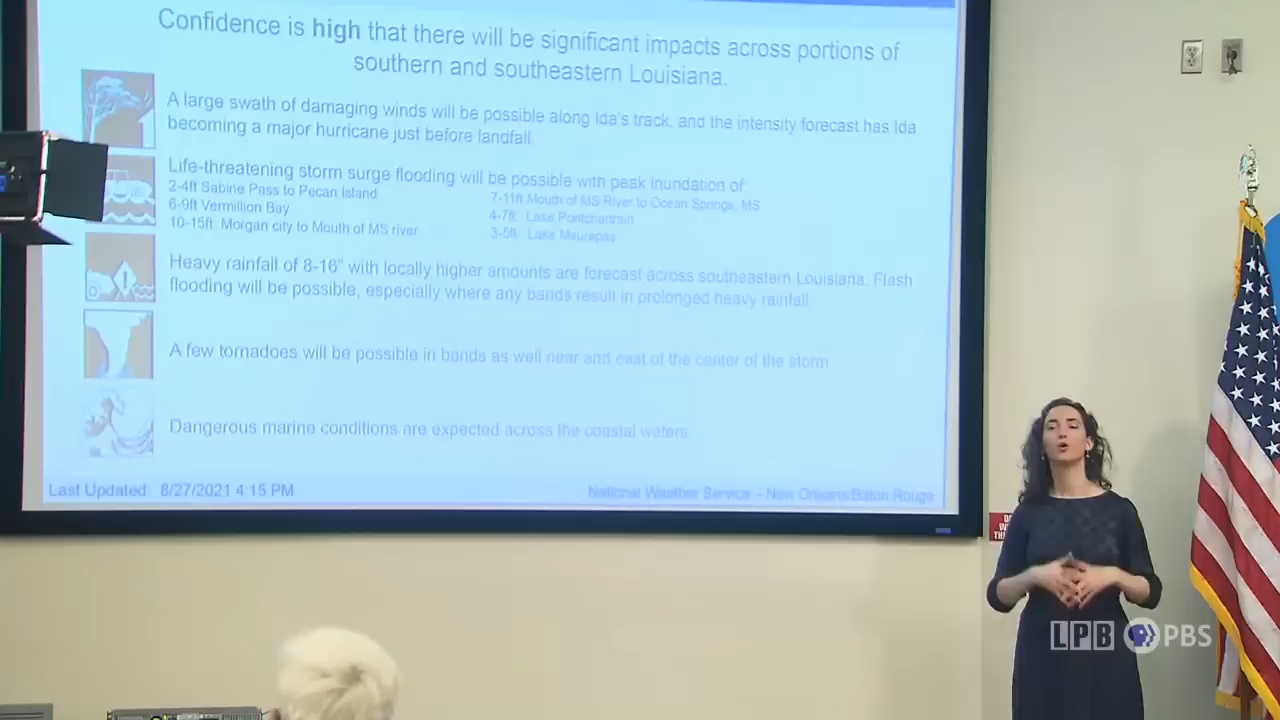 Confidence is high that there will be significant impacts across portions of
southern and southeastern Louisiana.
A large swath of damaging winds will be possible along Ida's track, and the intensity forecast has Ida
becoming a major hurricane just before landfall.
Life-threatening storm surge flooding will be possible with peak inundation of:
2-4ft Sabine Pass to Pecan Island
6-9ft Vermillion Bay
10-15ft: Morgan city to Mouth of MS river
7-11ft Mouth of MS River to Ocean Springs, MS
4-7ft: Lake Pontchartrain
3-5ft: Lake Maurepas
Heavy rainfall of 8-16" with locally higher amounts are forecast across southeastern Louisiana. Flash
flooding will be possible, especially where any bands result in prolonged heavy rainfall
A few tornadoes will be possible in bands as well near and east of the center of the storm
Dangerous marine conditions are expected across the coastal waters.
Last Updated: 8/27/2021 4:15 PM
National Weather Service - New Orleans/Baton Rouge
LPB PBS